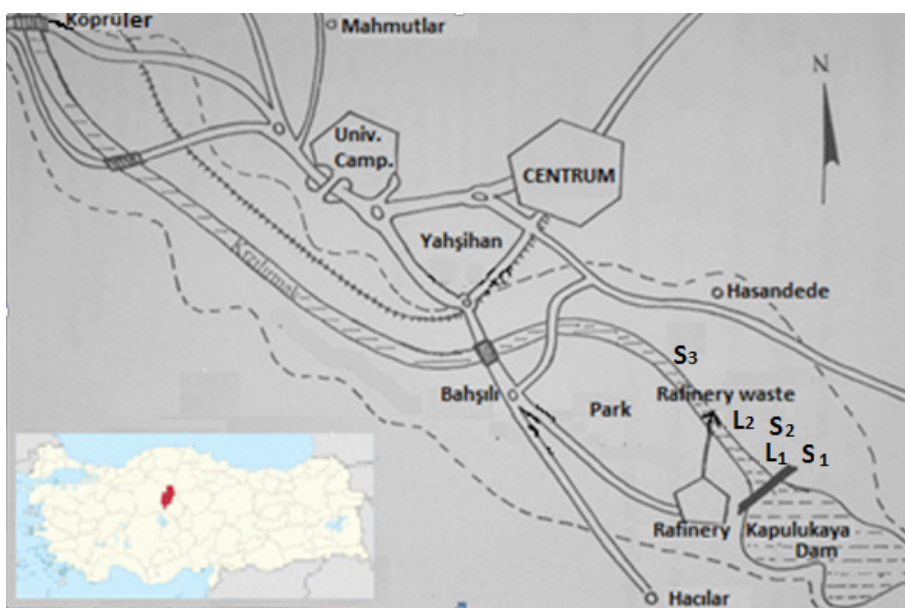 Köprüler
Mahmutlar
N
Univ.
Camp.
CENTRUM
Yahşihan
Kızılırmak
Hasandede
S3
Bahşılı
Park
Rafinery waste
L2
S2
L1
S1
Rafinery
Kapulukaya
Dam
Hacılar